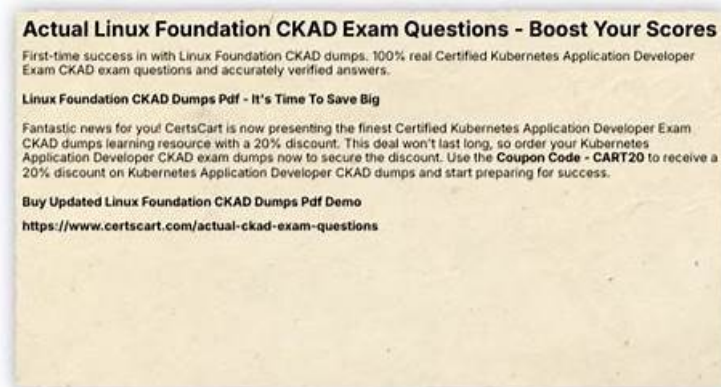 Actual Linux Foundation CKAD Exam Questions - Boost Your Scores
First-time success in with Linux Foundation CKAD dumps. 100% real Certified Kubernetes Application Developer
Exam CKAD exam questions and accurately verified answers.
Linux Foundation CKAD Dumps Pdf - It's Time To Save Big
Fantastic news for you! CertsCart is now presenting the finest Certified Kubernetes Application Developer Exam
CKAD dumps learning resource with a 20% discount. This deal won't last long, so order your Kubernetes
Application Developer CKAD exam dumps now to secure the discount. Use the Coupon Code - CART20 to receive a
20% discount on Kubernetes Application Developer CKAD dumps and start preparing for success.
Buy Updated Linux Foundation CKAD Dumps Pdf Demo
https://www.certscart.com/actual-ckad-exam-questions